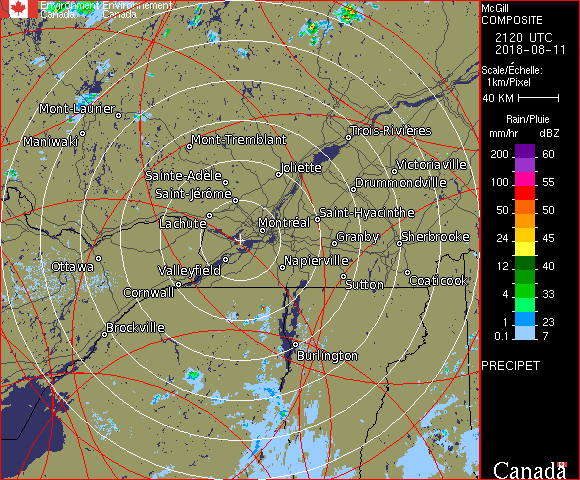 Environment Environnement
Canada Canada
McGill
COMPOSITE
2120 UTC
2018-08-11
Scale/Échelle:
1km/Pixel
40 KM
Rain/Pluie
mm/hr dBZ
200 60
100 55
50 50
24 45
12 40
4 33
1 23
0.1 7
PRECIPET
Canada
Mont-Laurier
Maniwaki
Mont-Tremblant
Trois-Rivières
Sainte-Adèle
Joliette
Victoriaville
Saint-Jérôme
Drummondville
Lachute
Montréal
Saint-Hyacinthe
Granby
Sherbrooke
Ottawa
Valleyfield
Napierville
Cornwall
Sutton
Coaticook
Brockville
Burlington